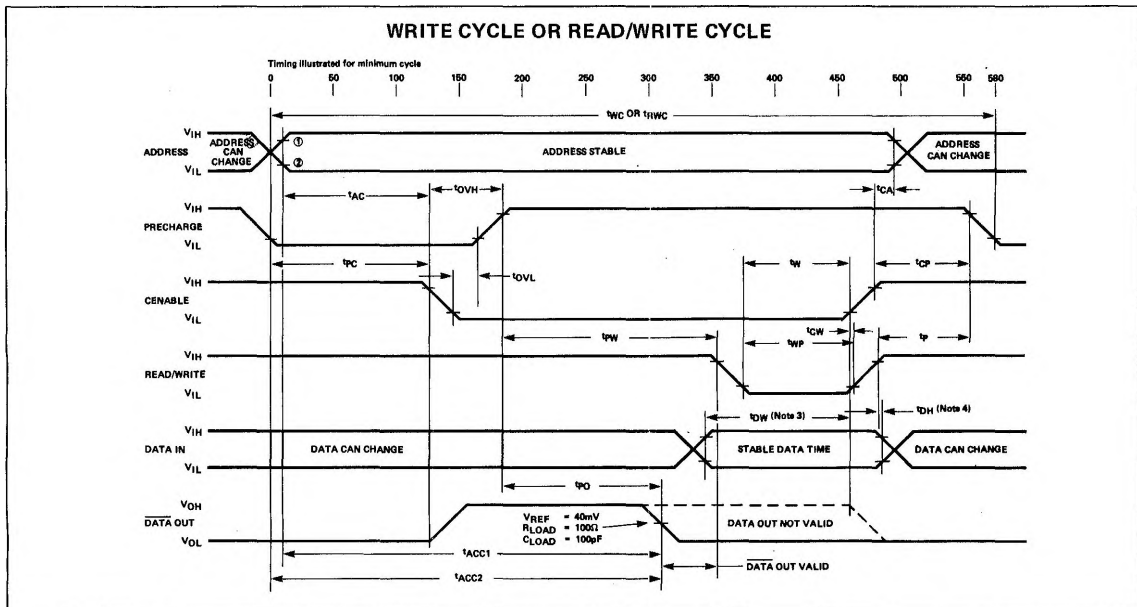 WRITE CYCLE OR READ/WRITE CYCLE
Timing illustrated for minimum cycle
0 50 100 150 200 250 300 350 400 450 500 550 580
tWC OR tRWC
VIH
ADDRESS
VIL
ADDRESS CAN CHANGE
①
②
ADDRESS STABLE
ADDRESS CAN CHANGE
tAC
tOVH
tCA
VIH
PRECHARGE
VIL
tPC
tOVL
tW
tCP
VIH
CENABLE
VIL
tCW
tPW
tWP
tP
VIH
READ/WRITE
VIL
tDW (Note 3)
tDH (Note 4)
VIH
DATA IN
VIL
DATA CAN CHANGE
STABLE DATA TIME
DATA CAN CHANGE
tPO
VOH
DATA OUT
VOL
VREF = 40mV
RLOAD = 100Ω
CLOAD = 100pF
DATA OUT NOT VALID
tACC1
DATA OUT VALID
tACC2